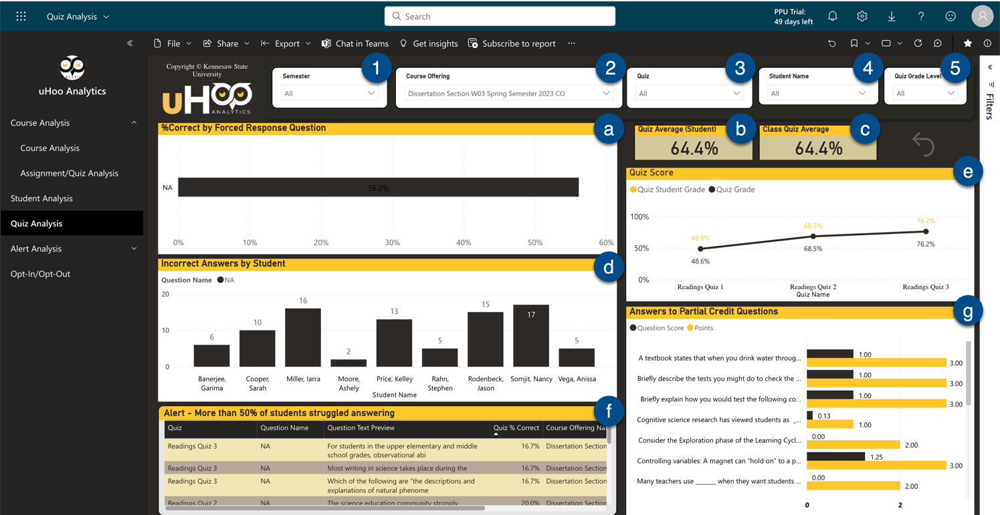 Quiz Analysis
Search
PPU Trial:
49 days left
File
Share
Export
Chat in Teams
Get insights
Subscribe to report
uHoo Analytics
Course Analysis
Course Analysis
Assignment/Quiz Analysis
Student Analysis
Quiz Analysis
Alert Analysis
Opt-In/Opt-Out
Copyright © Kennesaw State
University
uHOO
ANALYTICS
Semester
All
1
Course Offering
Dissertation Section W03 Spring Semester 2023 CO
2
Quiz
All
3
Student Name
All
4
Quiz Grade Level
All
5
Filters
%Correct by Forced Response Question
a
NA
56.2%
0% 10% 20% 30% 40% 50% 60%
Quiz Average (Student)
b
64.4%
Class Quiz Average
c
64.4%
Incorrect Answers by Student
d
Question Name NA
20
10
0
6 10 16 2 13 5 15 17 5
Banerjee, Garima
Cooper, Sarah
Miller, Iarra
Moore, Ashely
Price, Kelley
Rahn, Stephen
Rodenbeck, Jason
Somjit, Nancy
Vega, Anissa
Student Name
Quiz Score
e
Quiz Student Grade Quiz Grade
100%
50%
0%
48.6% 68.5% 76.2%
48.6% 68.5% 76.2%
Readings Quiz 1 Readings Quiz 2 Readings Quiz 3
Quiz Name
Alert - More than 50% of students struggled answering
f
Quiz Question Name Question Text Preview Quiz % Correct Course Offering Na
Readings Quiz 3 NA For students in the upper elementary and middle 16.7% Dissertation Section
school grades, observational abi
Readings Quiz 3 NA Most writing in science takes place during the 16.7% Dissertation Section
Readings Quiz 3 NA Which of the following are "the descriptions and 16.7% Dissertation Section
explanations of natural phenome
Readings Quiz 2 NA The science education community strongly 20.0% Dissertation Section
Answers to Partial Credit Questions
g
Question Score Points
A textbook states that when you drink water throug... 1.00 3.00
Briefly describe the tests you might do to check the ... 1.00 3.00
Briefly explain how you would test the following co... 1.00 3.00
Cognitive science research has viewed students as _... 0.13 1.00
Consider the Exploration phase of the Learning Cycl... 0.00 2.00
Controlling variables: A magnet can "hold on" to a p... 1.25 3.00
Many teachers use ______ when they want students ... 0.00 2.00
0 2